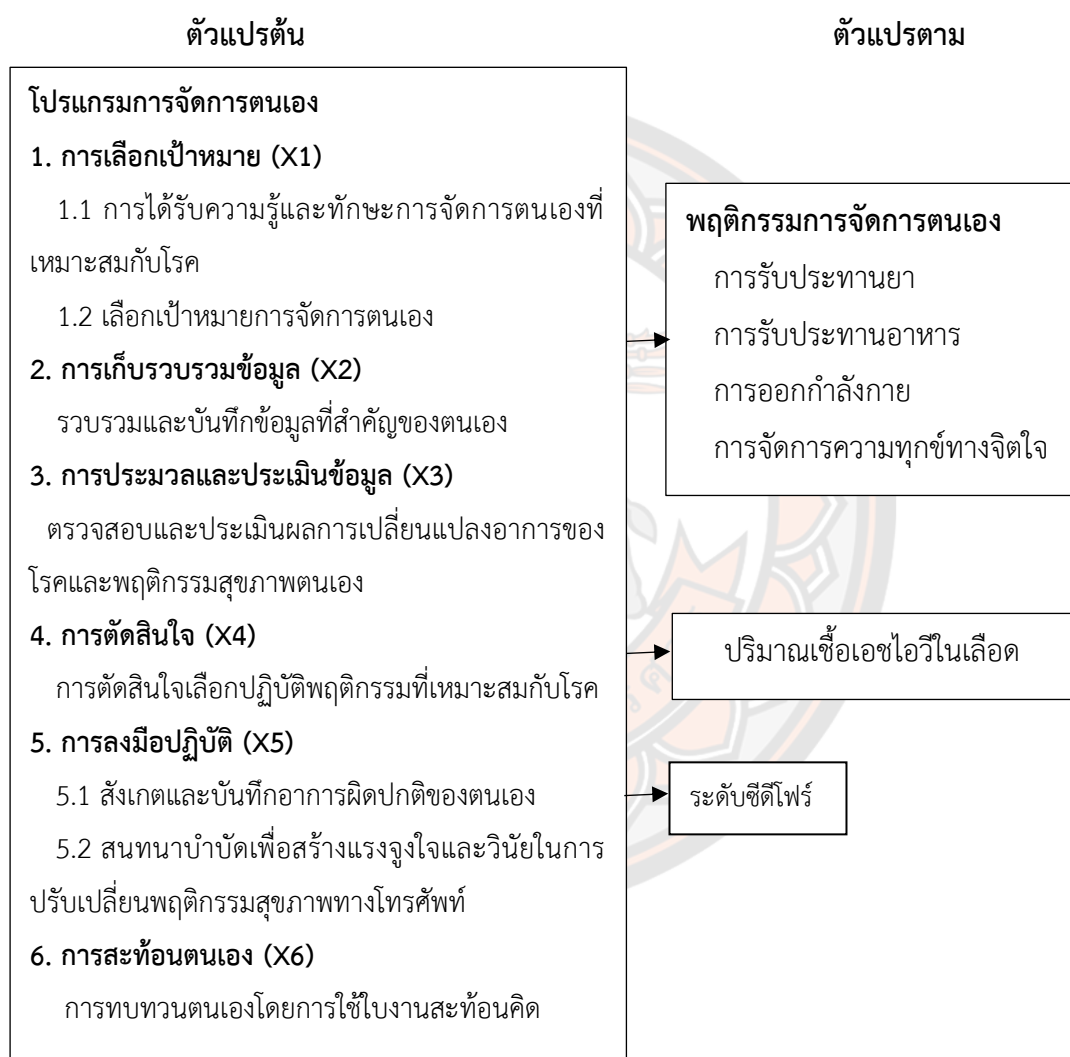 ตัวแปรต้น
ตัวแปรตาม
โปรแกรมการจัดการตนเอง
1. การเลือกเป้าหมาย (X1)
1.1 การได้รับความรู้และทักษะการจัดการตนเองที่
เหมาะสมกับโรค
1.2 เลือกเป้าหมายการจัดการตนเอง
2. การเก็บรวบรวมข้อมูล (X2)
รวบรวมและบันทึกข้อมูลที่สำคัญของตนเอง
3. การประมวลและประเมินข้อมูล (X3)
ตรวจสอบและประเมินผลการเปลี่ยนแปลงอาการของ
โรคและพฤติกรรมสุขภาพตนเอง
4. การตัดสินใจ (X4)
การตัดสินใจเลือกปฏิบัติพฤติกรรมที่เหมาะสมกับโรค
5. การลงมือปฏิบัติ (X5)
5.1 สังเกตและบันทึกอาการผิดปกติของตนเอง
5.2 สนทนาบำบัดเพื่อสร้างแรงจูงใจและวินัยในการ
ปรับเปลี่ยนพฤติกรรมสุขภาพทางโทรศัพท์
6. การสะท้อนตนเอง (X6)
การทบทวนตนเองโดยการใช้ใบงานสะท้อนคิด
พฤติกรรมการจัดการตนเอง
การรับประทานยา
การรับประทานอาหาร
การออกกำลังกาย
การจัดการความทุกข์ทางจิตใจ
ปริมาณเชื้อเอชไอวีในเลือด
ระดับซีดีโฟร์